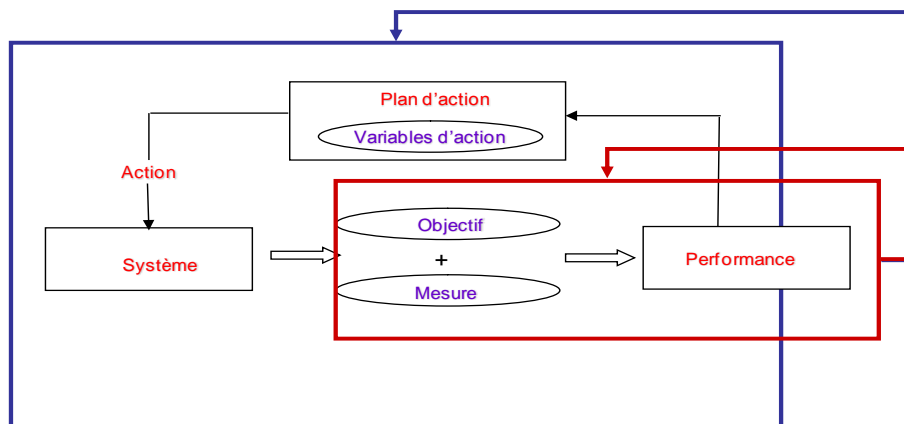 Plan d'action
Variables d'action
Action
Objectif
Système
+
Performance
Mesure